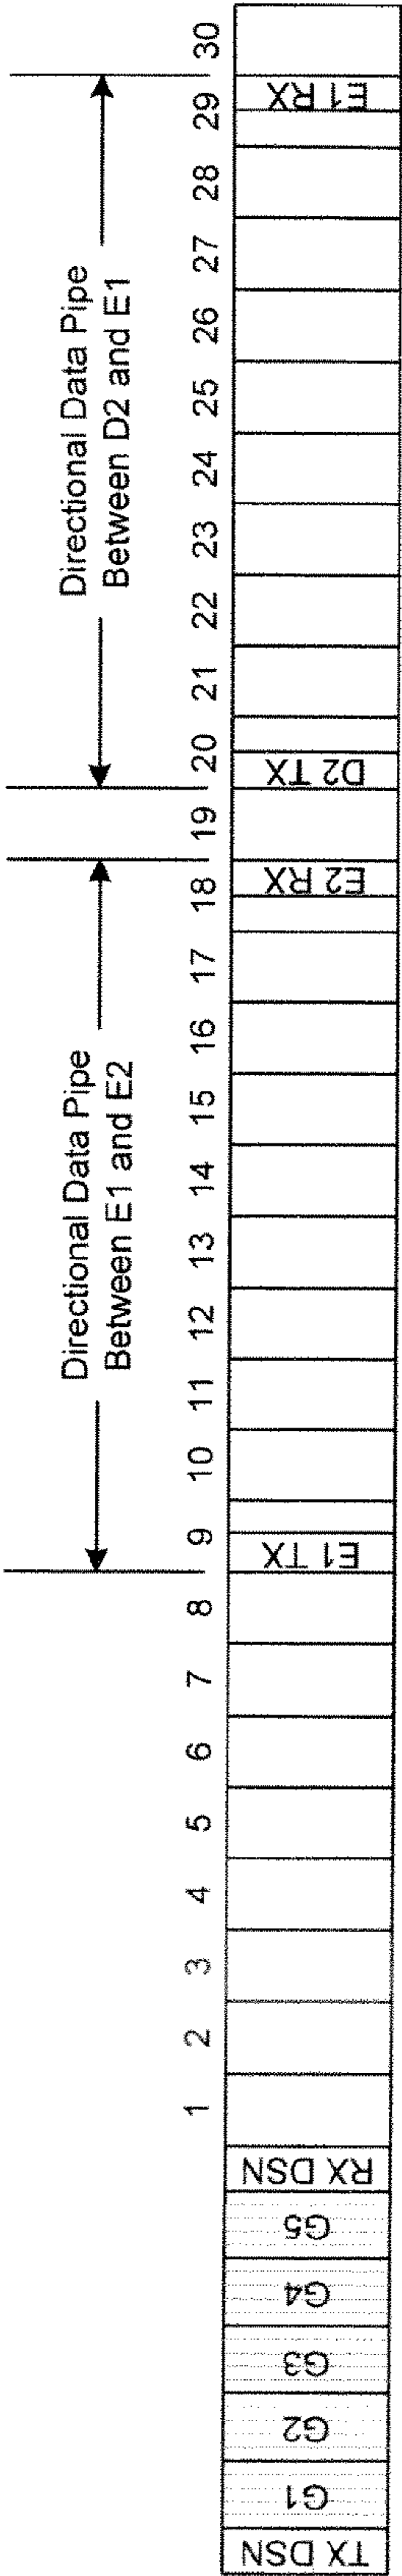 Directional Data Pipe
Between E1 and E2
Directional Data Pipe
Between D2 and E1
1 2 3 4 5 6 7 8 9 10 11 12 13 14 15 16 17 18 19 20 21 22 23 24 25 26 27 28 29 30
TX DSN
G1
G2
G3
G4
G5
RX DSN
E1 TX
E2 RX
D2 TX
E1 RX